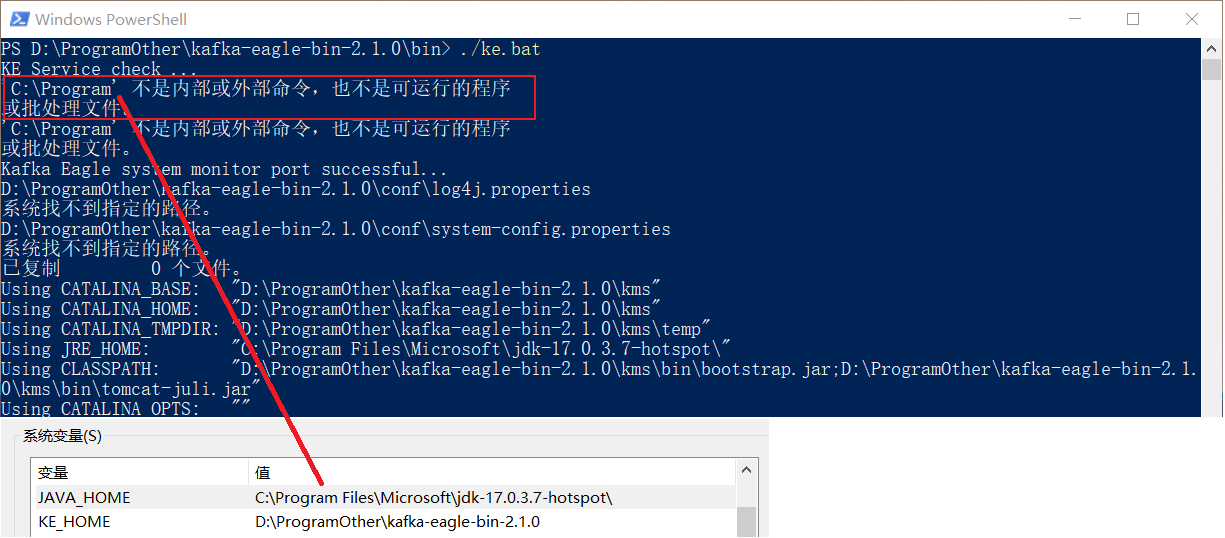 Windows PowerShell
PS D:\ProgramOther\kafka-eagle-bin-2.1.0\bin> ./ke.bat
KE Service check ...
'C:\Program' 不是内部或外部命令，也不是可运行的程序
或批处理文件。
'C:\Program' 不是内部或外部命令，也不是可运行的程序
或批处理文件。
Kafka Eagle system monitor port successful...
D:\ProgramOther\kafka-eagle-bin-2.1.0\conf\log4j.properties
系统找不到指定的路径。
D:\ProgramOther\kafka-eagle-bin-2.1.0\conf\system-config.properties
系统找不到指定的路径。
已复制         0 个文件。
Using CATALINA_BASE:   "D:\ProgramOther\kafka-eagle-bin-2.1.0\kms"
Using CATALINA_HOME:   "D:\ProgramOther\kafka-eagle-bin-2.1.0\kms"
Using CATALINA_TMPDIR: "D:\ProgramOther\kafka-eagle-bin-2.1.0\kms\temp"
Using JRE_HOME:        "C:\Program Files\Microsoft\jdk-17.0.3.7-hotspot\"
Using CLASSPATH:       "D:\ProgramOther\kafka-eagle-bin-2.1.0\kms\bin\bootstrap.jar;D:\ProgramOther\kafka-eagle-bin-2.1.
0\kms\bin\tomcat-juli.jar"
Using CATALINA_OPTS:   ""
系统变量(S)
变量 值
JAVA_HOME C:\Program Files\Microsoft\jdk-17.0.3.7-hotspot\
KE_HOME D:\ProgramOther\kafka-eagle-bin-2.1.0